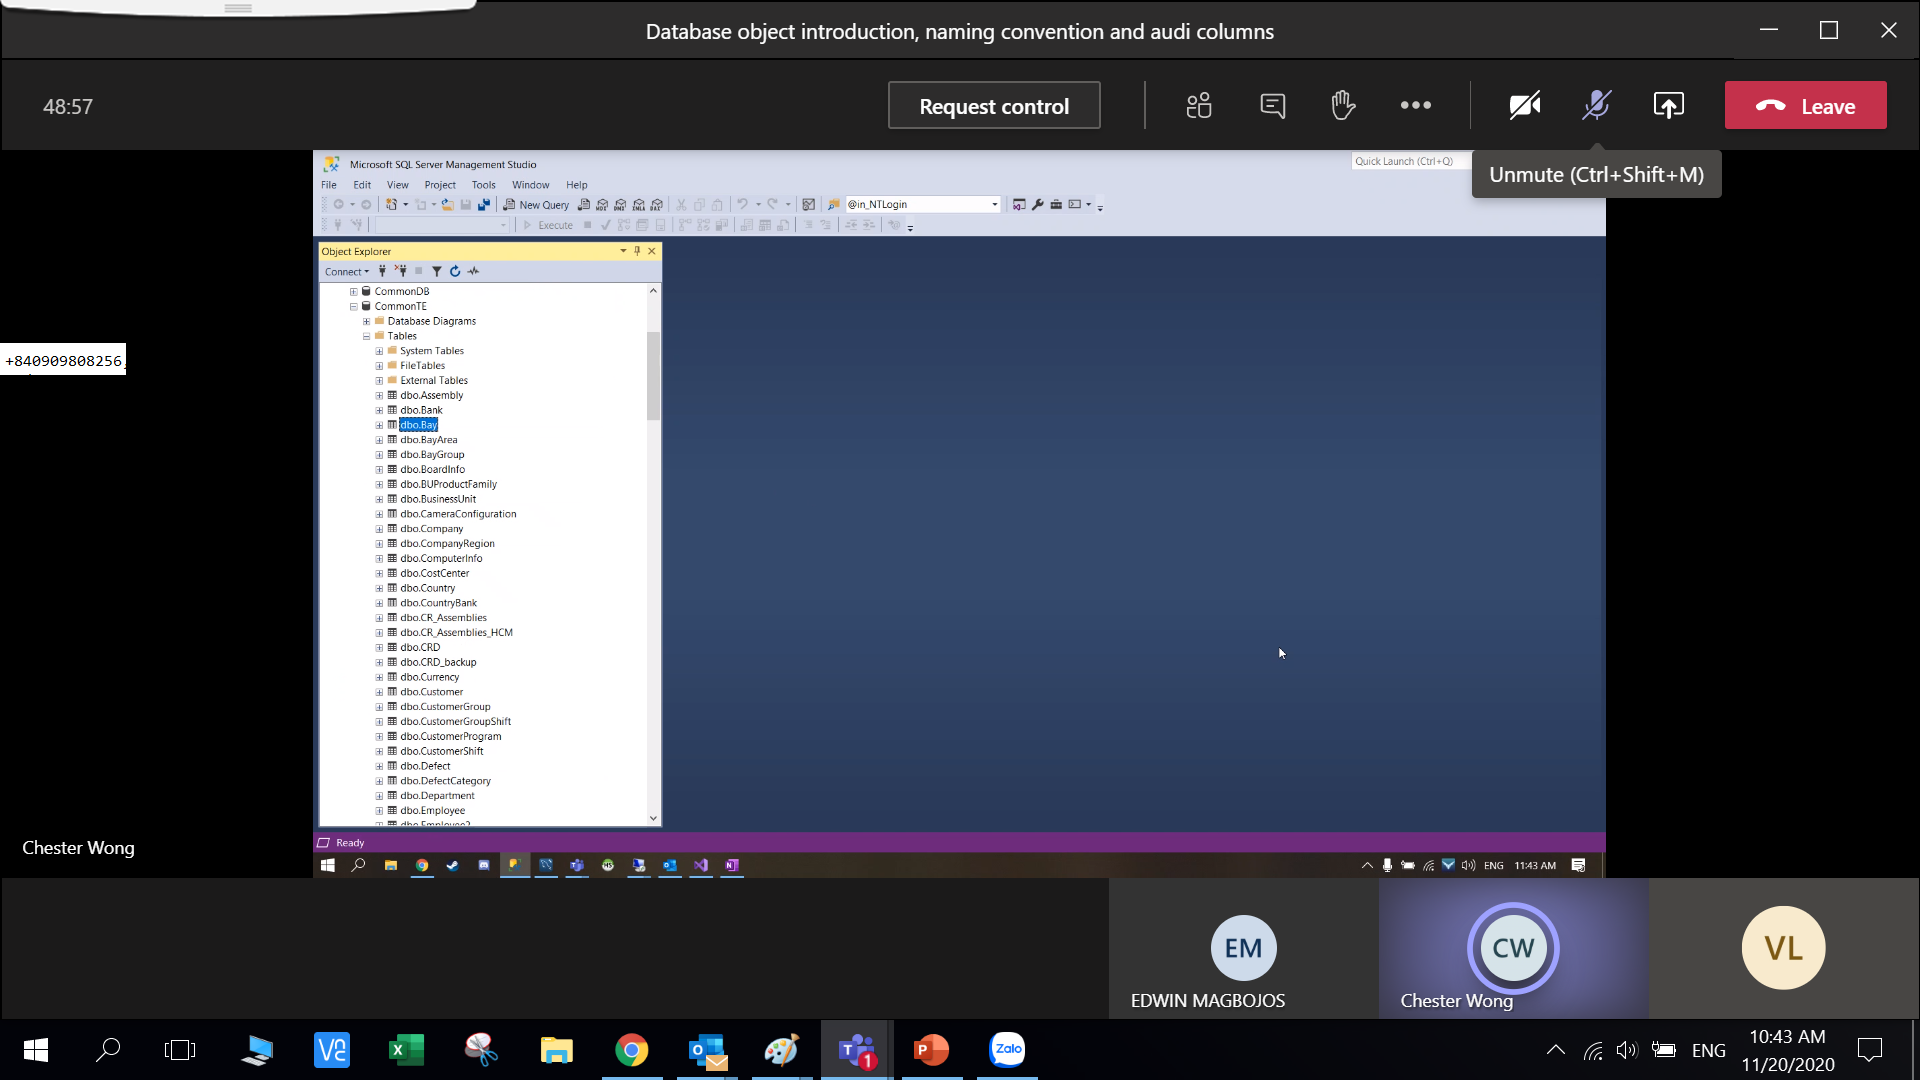 Database object introduction, naming convention and audi columns
48:57
Request control
Leave
Unmute (Ctrl+Shift+M)
Microsoft SQL Server Management Studio
Quick Launch (Ctrl+Q)
File Edit View Project Tools Window Help
New Query
@in_NTLogin
Execute
Object Explorer
Connect
CommonDB
CommonTE
Database Diagrams
Tables
System Tables
FileTables
External Tables
dbo.Assembly
dbo.Bank
dbo.Bay
dbo.BayArea
dbo.BayGroup
dbo.BoardInfo
dbo.BUProductFamily
dbo.BusinessUnit
dbo.CameraConfiguration
dbo.Company
dbo.CompanyRegion
dbo.ComputerInfo
dbo.CostCenter
dbo.Country
dbo.CountryBank
dbo.CR_Assemblies
dbo.CR_Assemblies_HCM
dbo.CRD
dbo.CRD_backup
dbo.Currency
dbo.Customer
dbo.CustomerGroup
dbo.CustomerGroupShift
dbo.CustomerProgram
dbo.CustomerShift
dbo.Defect
dbo.DefectCategory
dbo.Department
dbo.Employee
dbo.Employee2
+840909808256,
Chester Wong
Ready
ENG 11:43 AM
EM
EDWIN MAGBOJOS
CW
Chester Wong
VL
Zalo
1
ENG
10:43 AM
11/20/2020